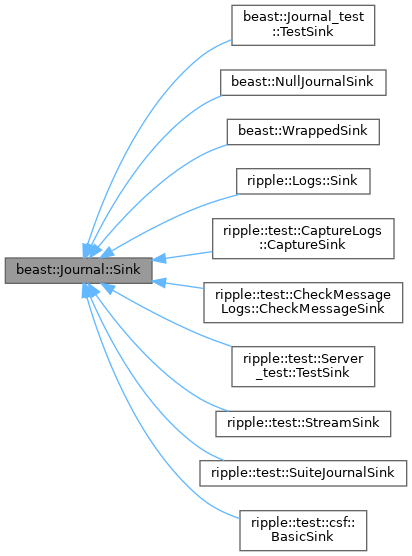 beast::Journal_test
::TestSink
beast::NullJournalSink
beast::WrappedSink
ripple::Logs::Sink
ripple::test::CaptureLogs
::CaptureSink
beast::Journal::Sink
ripple::test::CheckMessage
Logs::CheckMessageSink
ripple::test::Server
_test::TestSink
ripple::test::StreamSink
ripple::test::SuiteJournalSink
ripple::test::csf::
BasicSink